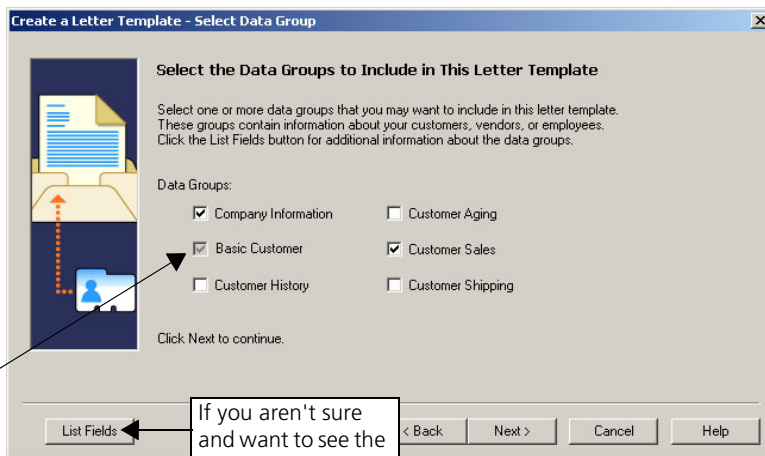 Create a Letter Template - Select Data Group
Select the Data Groups to Include in This Letter Template
Select one or more data groups that you may want to include in this letter template.
These groups contain information about your customers, vendors, or employees.
Click the List Fields button for additional information about the data groups.
Data Groups:
Company Information
Customer Aging
Basic Customer
Customer Sales
Customer History
Customer Shipping
Click Next to continue.
If you aren't sure
and want to see the
List Fields
< Back
Next >
Cancel
Help